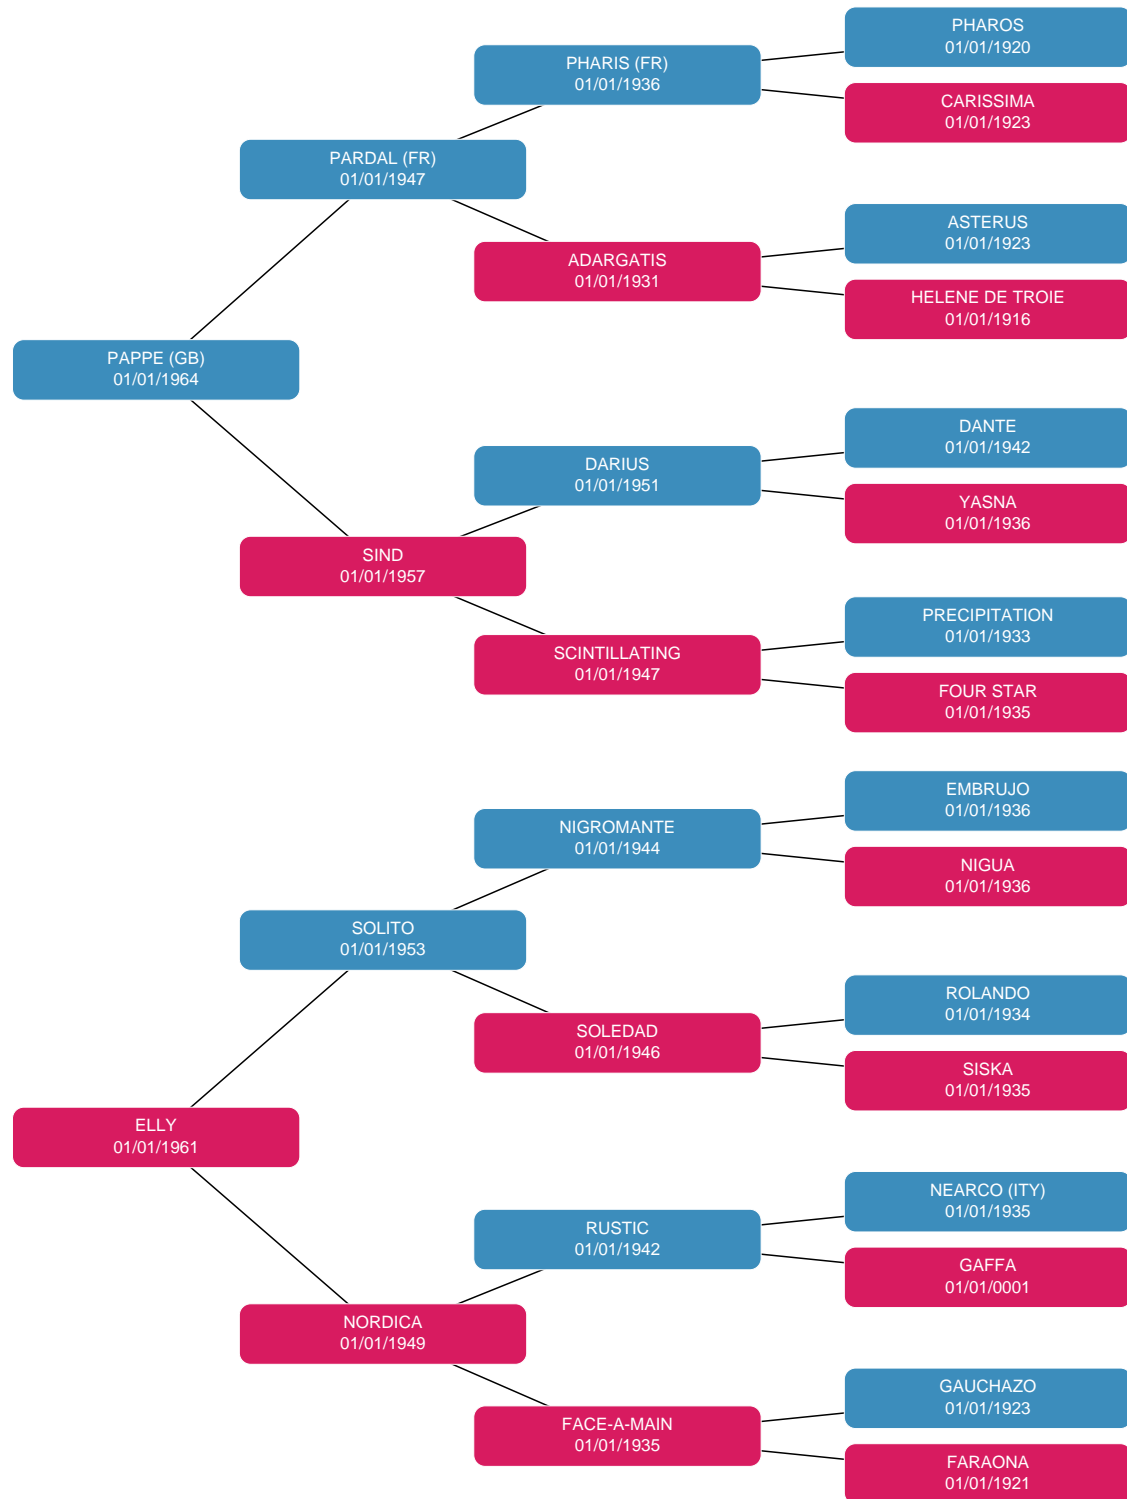 PHAROS
01/01/1920
PHARIS (FR)
01/01/1936
CARISSIMA
01/01/1923
PARDAL (FR)
01/01/1947
ASTERUS
01/01/1923
ADARGATIS
01/01/1931
HELENE DE TROIE
01/01/1916
PAPPE (GB)
01/01/1964
DANTE
01/01/1942
DARIUS
01/01/1951
YASNA
01/01/1936
SIND
01/01/1957
PRECIPITATION
01/01/1933
SCINTILLATING
01/01/1947
FOUR STAR
01/01/1935
EMBRUJO
01/01/1936
NIGROMANTE
01/01/1944
NIGUA
01/01/1936
SOLITO
01/01/1953
ROLANDO
01/01/1934
SOLEDAD
01/01/1946
SISKA
01/01/1935
ELLY
01/01/1961
NEARCO (ITY)
01/01/1935
RUSTIC
01/01/1942
GAFFA
01/01/0001
NORDICA
01/01/1949
GAUCHAZO
01/01/1923
FACE-A-MAIN
01/01/1935
FARAONA
01/01/1921